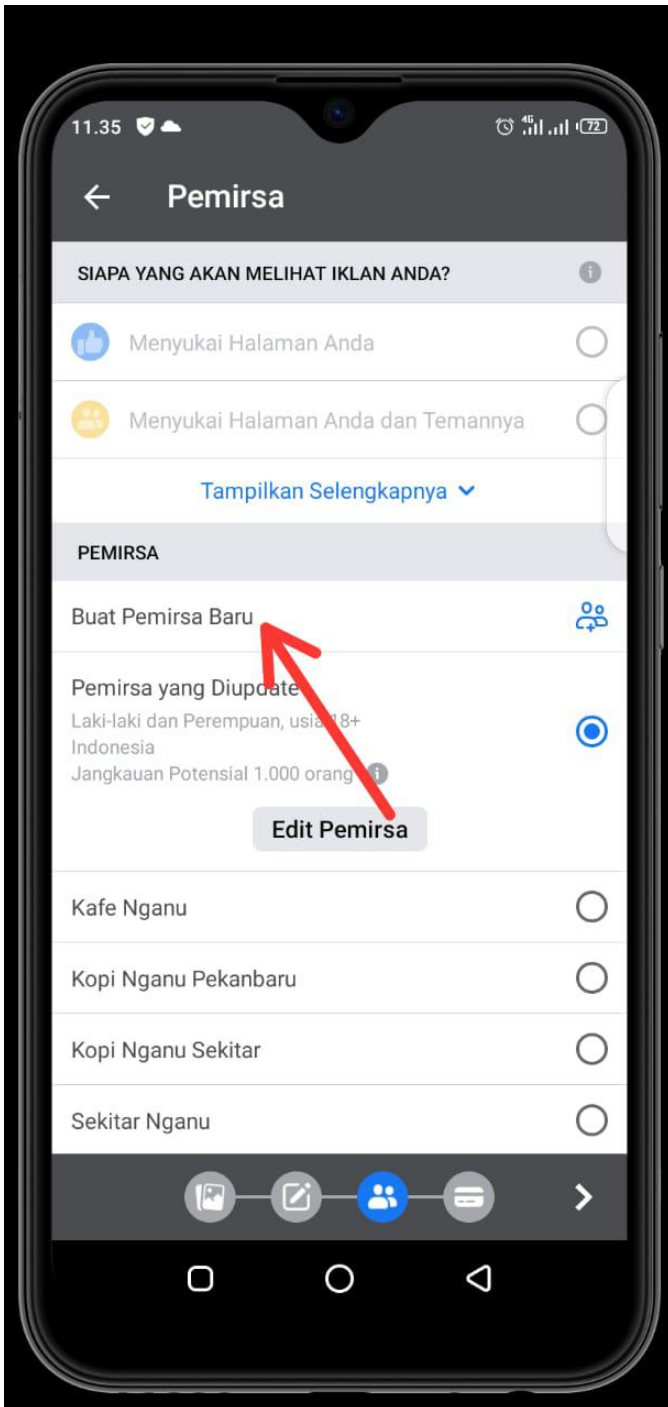 11.35
4G
72
Pemirsa
SIAPA YANG AKAN MELIHAT IKLAN ANDA?
Menyukai Halaman Anda
Menyukai Halaman Anda dan Temannya
Tampilkan Selengkapnya
PEMIRSA
Buat Pemirsa Baru
Pemirsa yang Diupdate
Laki-laki dan Perempuan, usia 18+
Indonesia
Jangkauan Potensial 1.000 orang
Edit Pemirsa
Kafe Nganu
Kopi Nganu Pekanbaru
Kopi Nganu Sekitar
Sekitar Nganu